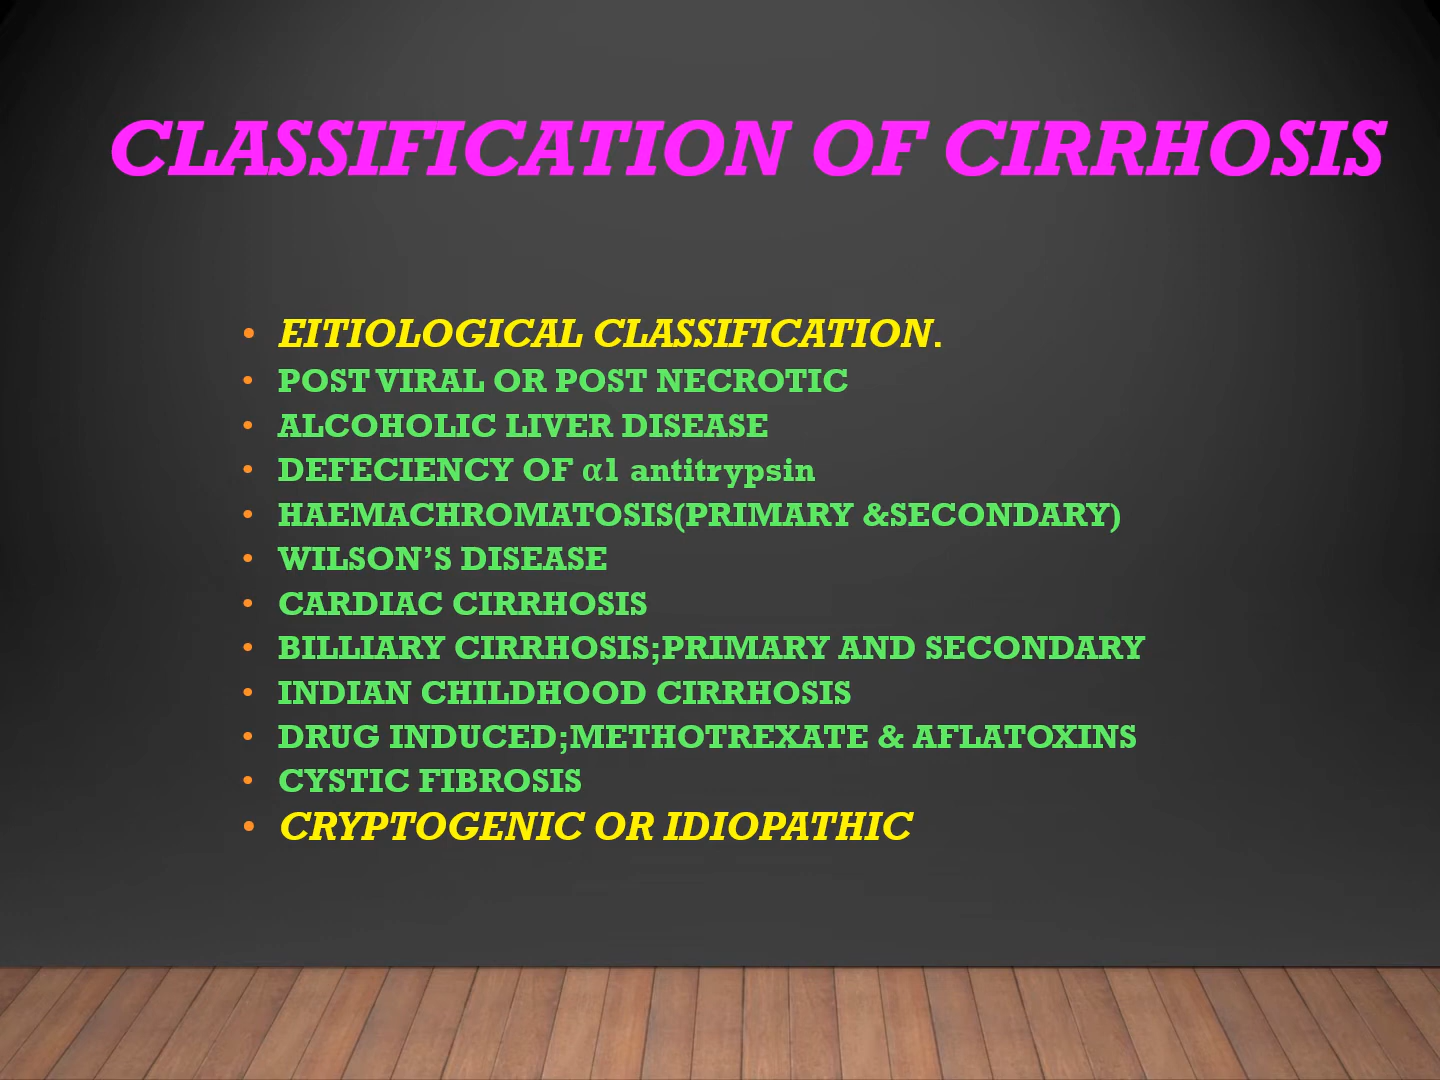 CLASSIFICATION OF CIRRHOSIS
• EITIOLOGICAL CLASSIFICATION.
• POST VIRAL OR POST NECROTIC
• ALCOHOLIC LIVER DISEASE
• DEFECIENCY OF α1 antitrypsin
• HAEMACHROMATOSIS(PRIMARY &SECONDARY)
• WILSON’S DISEASE
• CARDIAC CIRRHOSIS
• BILLIARY CIRRHOSIS;PRIMARY AND SECONDARY
• INDIAN CHILDHOOD CIRRHOSIS
• DRUG INDUCED;METHOTREXATE & AFLATOXINS
• CYSTIC FIBROSIS
• CRYPTOGENIC OR IDIOPATHIC